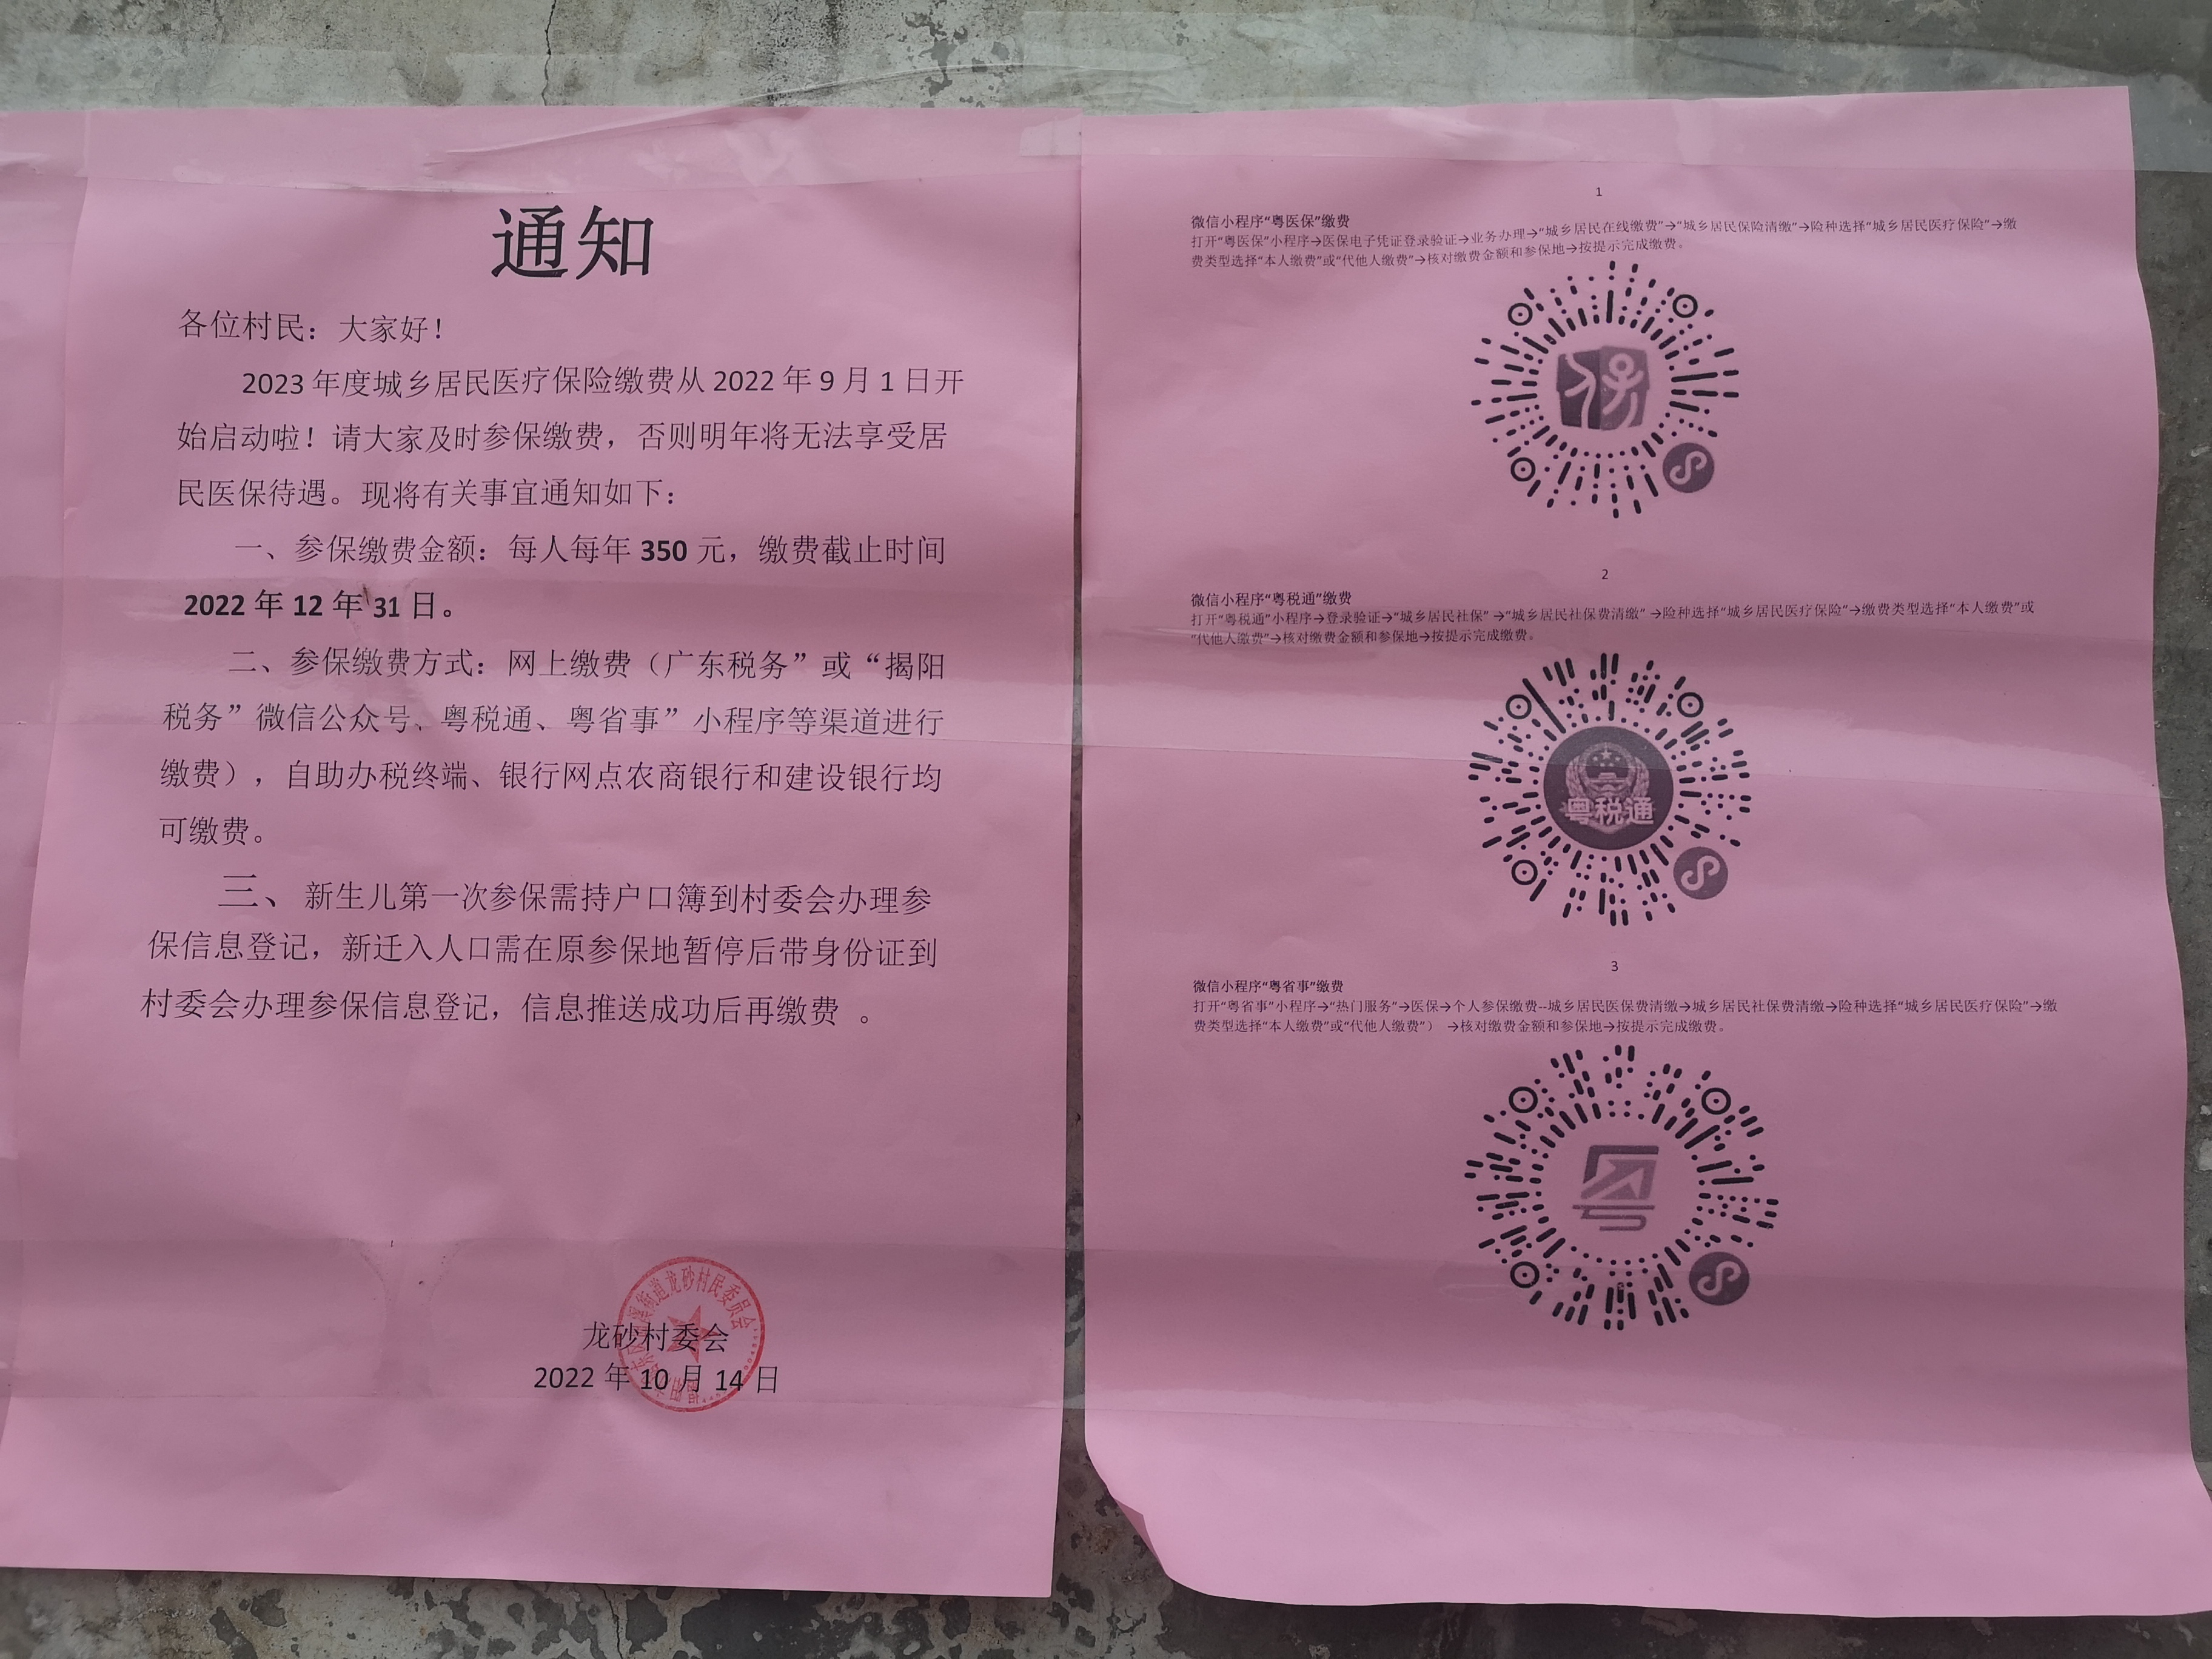 通知
各位村民：大家好！
2023年度城乡居民医疗保险缴费从2022年9月1日开
始启动啦！请大家及时参保缴费，否则明年将无法享受居
民医保待遇。现将有关事宜通知如下：
一、参保缴费金额：每人每年350元，缴费截止时间
2022年12年31日。
二、参保缴费方式：网上缴费（广东税务”或“揭阳
税务”微信公众号、粤税通、粤省事”小程序等渠道进行
缴费），自助办税终端、银行网点农商银行和建设银行均
可缴费。
三、新生儿第一次参保需持户口簿到村委会办理参
保信息登记，新迁入人口需在原参保地暂停后带身份证到
村委会办理参保信息登记，信息推送成功后再缴费 。
龙砂村委会
2022年10月14日
街道龙砂村民委员会
1
微信小程序“粤医保”缴费
打开“粤医保”小程序→医保电子凭证登录验证→业务办理→“城乡居民在线缴费”→“城乡居民保险清缴”→险种选择“城乡居民医疗保险”→缴
费类型选择“本人缴费”或“代他人缴费”→核对缴费金额和参保地→按提示完成缴费。
2
微信小程序“粤税通”缴费
打开“粤税通”小程序→登录验证→“城乡居民社保” →“城乡居民社保费清缴” →险种选择“城乡居民医疗保险”→缴费类型选择“本人缴费”或
“代他人缴费”→核对缴费金额和参保地→按提示完成缴费。
粤税通
3
微信小程序“粤省事”缴费
打开“粤省事”小程序→“热门服务”→医保→个人参保缴费--城乡居民医保费清缴→城乡居民社保费清缴→险种选择“城乡居民医疗保险”→缴
费类型选择“本人缴费”或“代他人缴费”） →核对缴费金额和参保地→按提示完成缴费。